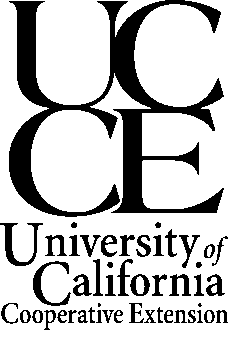 UC
CE
University of
California
Cooperative Extension